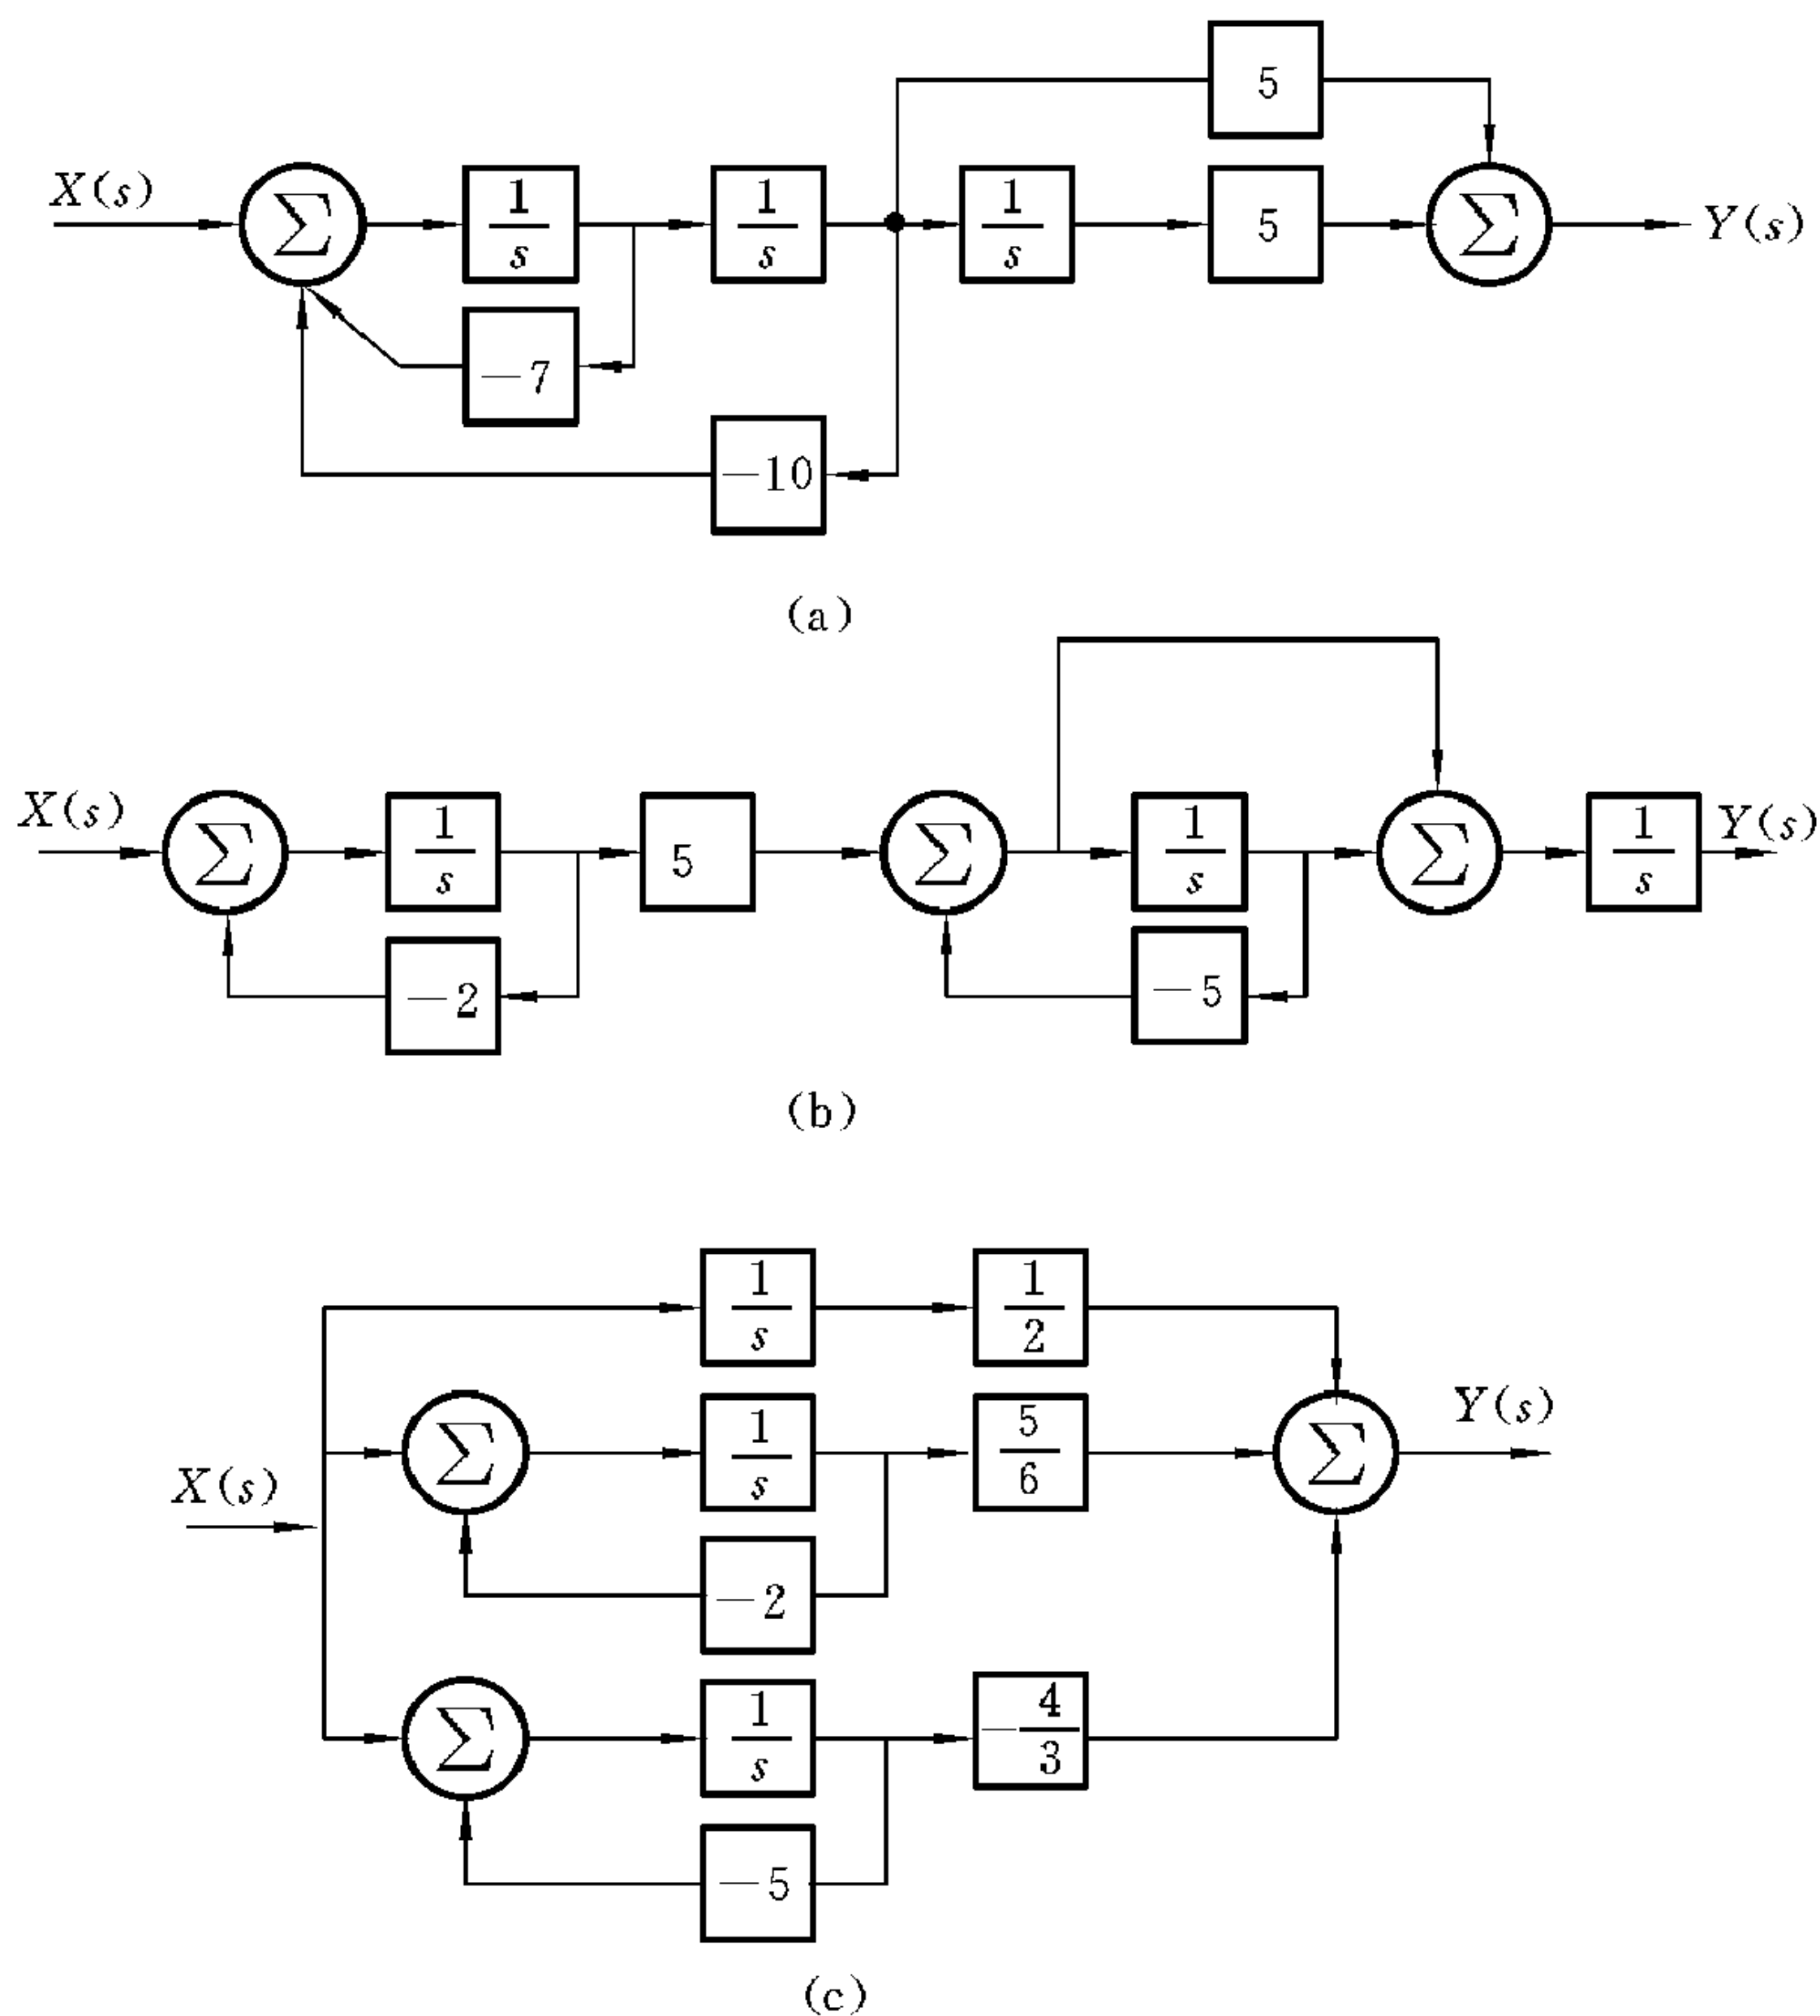 5
X(s) Σ 1/s 1/s 1/s 5 Σ Y(s)
−7
−10
(a)
X(s) Σ 1/s 5 Σ 1/s Σ 1/s Y(s)
−2 −5
(b)
1/s 1/2
Σ 1/s 5/6 Σ Y(s)
X(s)
−2
Σ 1/s −4/3
−5
(c)